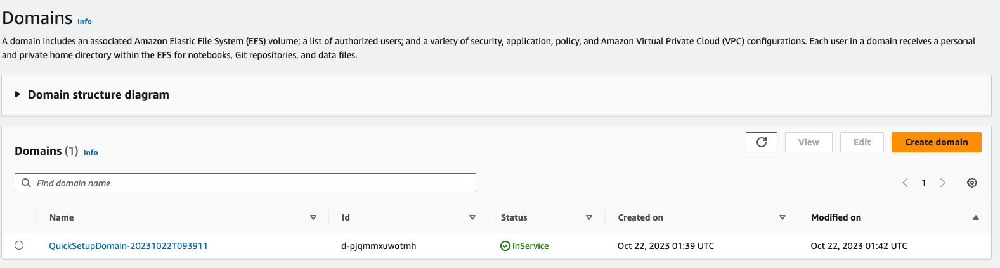 Domains Info
A domain includes an associated Amazon Elastic File System (EFS) volume; a list of authorized users; and a variety of security, application, policy, and Amazon Virtual Private Cloud (VPC) configurations. Each user in a domain receives a personal
and private home directory within the EFS for notebooks, Git repositories, and data files.
Domain structure diagram
Domains (1) Info
View Edit Create domain
Find domain name
1
Name Id Status Created on Modified on
QuickSetupDomain-20231022T093911 d-pjqmmxuwotmh InService Oct 22, 2023 01:39 UTC Oct 22, 2023 01:42 UTC